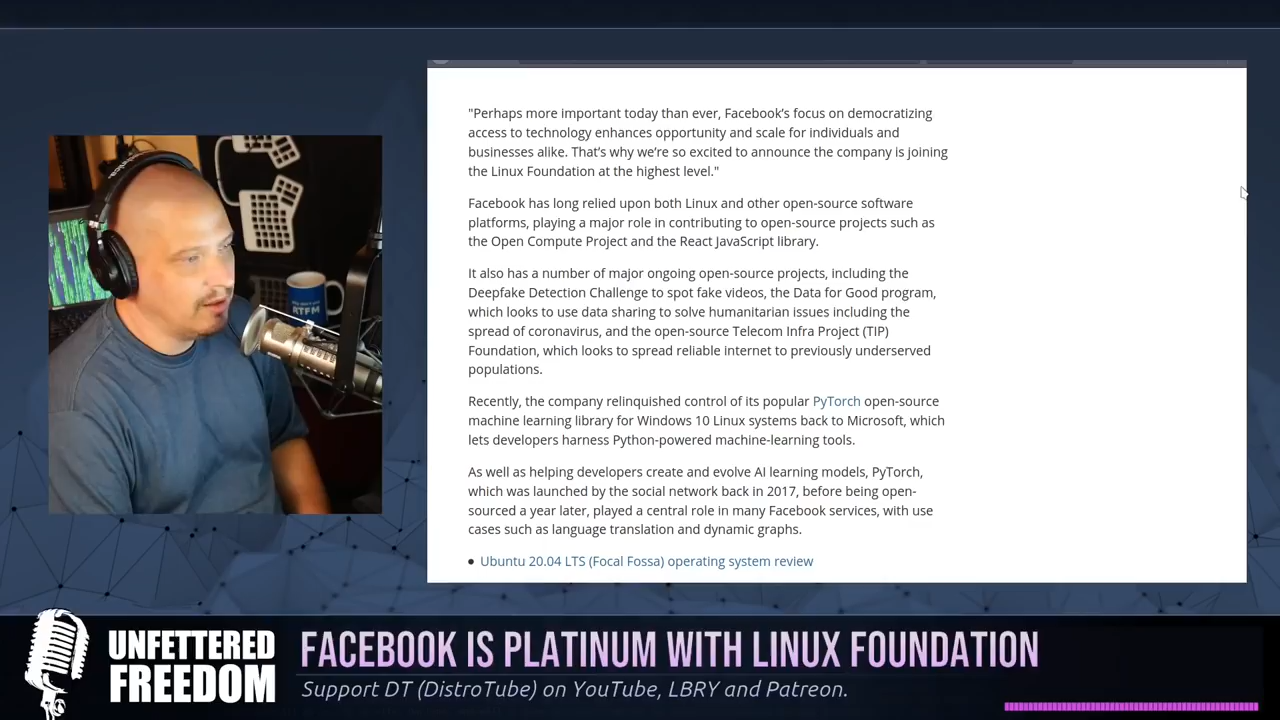 "Perhaps more important today than ever, Facebook's focus on democratizing
access to technology enhances opportunity and scale for individuals and
businesses alike. That's why we're so excited to announce the company is joining
the Linux Foundation at the highest level."
Facebook has long relied upon both Linux and other open-source software
platforms, playing a major role in contributing to open-source projects such as
the Open Compute Project and the React JavaScript library.
It also has a number of major ongoing open-source projects, including the
Deepfake Detection Challenge to spot fake videos, the Data for Good program,
which looks to use data sharing to solve humanitarian issues including the
spread of coronavirus, and the open-source Telecom Infra Project (TIP)
Foundation, which looks to spread reliable internet to previously underserved
populations.
Recently, the company relinquished control of its popular PyTorch open-source
machine learning library for Windows 10 Linux systems back to Microsoft, which
lets developers harness Python-powered machine-learning tools.
As well as helping developers create and evolve AI learning models, PyTorch,
which was launched by the social network back in 2017, before being open-
sourced a year later, played a central role in many Facebook services, with use
cases such as language translation and dynamic graphs.
• Ubuntu 20.04 LTS (Focal Fossa) operating system review
RTFM
UNFETTERED
FREEDOM
FACEBOOK IS PLATINUM WITH LINUX FOUNDATION
Support DT (DistroTube) on YouTube, LBRY and Patreon.